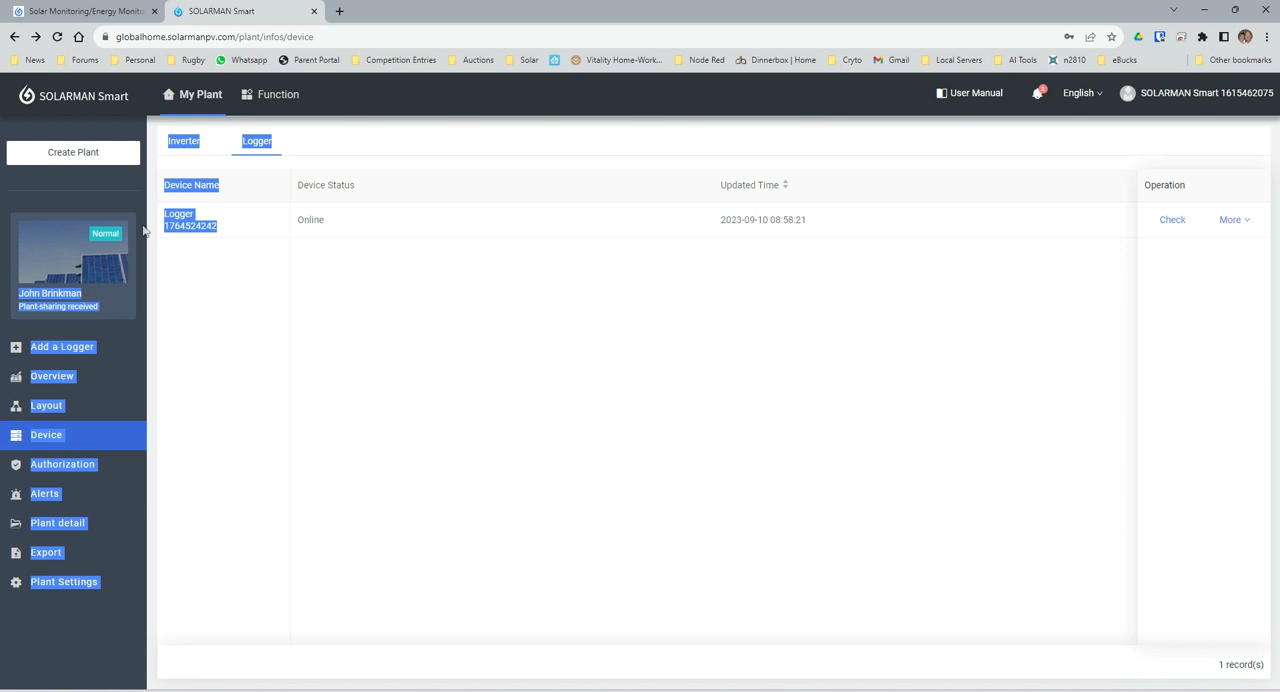 Solar Monitoring/Energy Monito
SOLARMAN Smart
globalhome.solarmanpv.com/plant/infos/device
News
Forums
Personal
Rugby
Whatsapp
Parent Portal
Competition Entries
Auctions
Solar
Vitality Home-Work...
Node Red
Dinnerbox | Home
Cryto
Gmail
Local Servers
AI Tools
n2810
eBucks
Other bookmarks
SOLARMAN Smart
My Plant
Function
User Manual
3
English
SOLARMAN Smart 1615462075
Create Plant
Normal
John Brinkman
Plant-sharing received
Add a Logger
Overview
Layout
Device
Authorization
Alerts
Plant detail
Export
Plant Settings
Inverter
Logger
Device Name
Device Status
Updated Time
Operation
Logger
1764524242
Online
2023-09-10 08:58:21
Check
More
1 record(s)